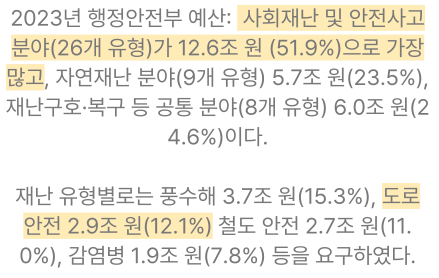 2023년 행정안전부 예산: 사회재난 및 안전사고
분야(26개 유형)가 12.6조 원 (51.9%)으로 가장
많고, 자연재난 분야(9개 유형) 5.7조 원(23.5%),
재난구호·복구 등 공통 분야(8개 유형) 6.0조 원(2
4.6%)이다.
재난 유형별로는 풍수해 3.7조 원(15.3%), 도로
안전 2.9조 원(12.1%) 철도 안전 2.7조 원(11.
0%), 감염병 1.9조 원(7.8%) 등을 요구하였다.